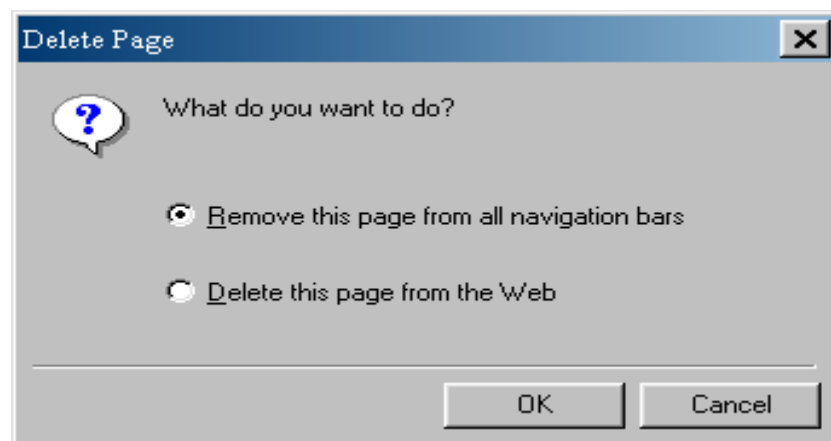 Delete Page
What do you want to do?
Remove this page from all navigation bars
Delete this page from the Web
OK
Cancel